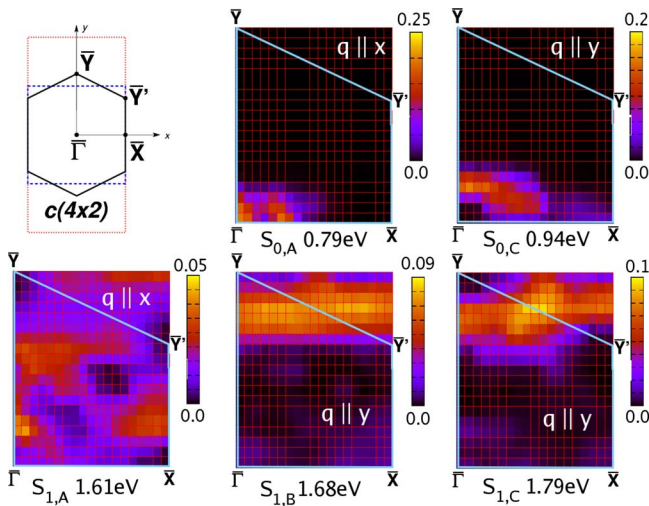 y
Ȳ
Ȳ'
Γ̄
X̄
x
c(4x2)
Ȳ
q || x
0.25
0.0
Ȳ'
Γ̄
S0,A 0.79eV
X̄
Ȳ
q || y
0.2
0.0
Ȳ'
Γ̄
S0,C 0.94eV
X̄
Ȳ
q || x
0.05
0.0
Ȳ'
Γ̄
S1,A 1.61eV
X̄
Ȳ
0.09
0.0
q || y
Ȳ'
Γ̄
S1,B 1.68eV
X̄
Ȳ
0.1
0.0
q || y
Ȳ'
Γ̄
S1,C 1.79eV
X̄